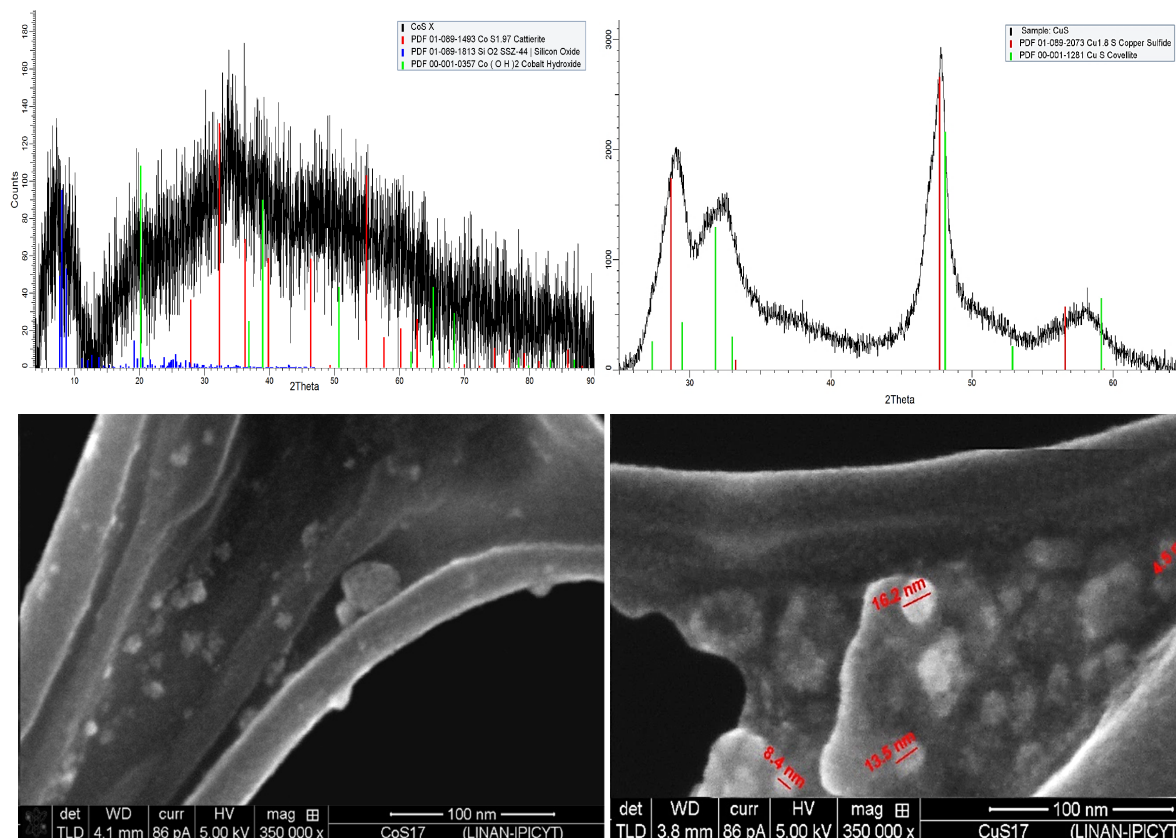 CoS X
PDF 01-089-1493 Co S1.97 Cattierite
PDF 01-089-1813 Si O2 SSZ-44 | Silicon Oxide
PDF 00-001-0357 Co ( O H )2 Cobalt Hydroxide
Counts
180
160
140
120
100
80
60
40
20
0
10 20 30 40 50 60 70 80 90
2Theta
Sample: CuS
PDF 01-089-2073 Cu1.8 S Copper Sulfide
PDF 00-001-1281 Cu S Covellite
3000
2000
1000
0
30 40 50 60
2Theta
16.2 nm
13.5 nm
8.4 nm
det WD curr HV mag
TLD 4.1 mm 86 pA 5.00 kV 350 000 x
100 nm
CoS17 (LINAN-IPICYT)
det WD curr HV mag
TLD 3.8 mm 86 pA 5.00 kV 350 000 x
100 nm
CuS17 (LINAN-IPICYT)